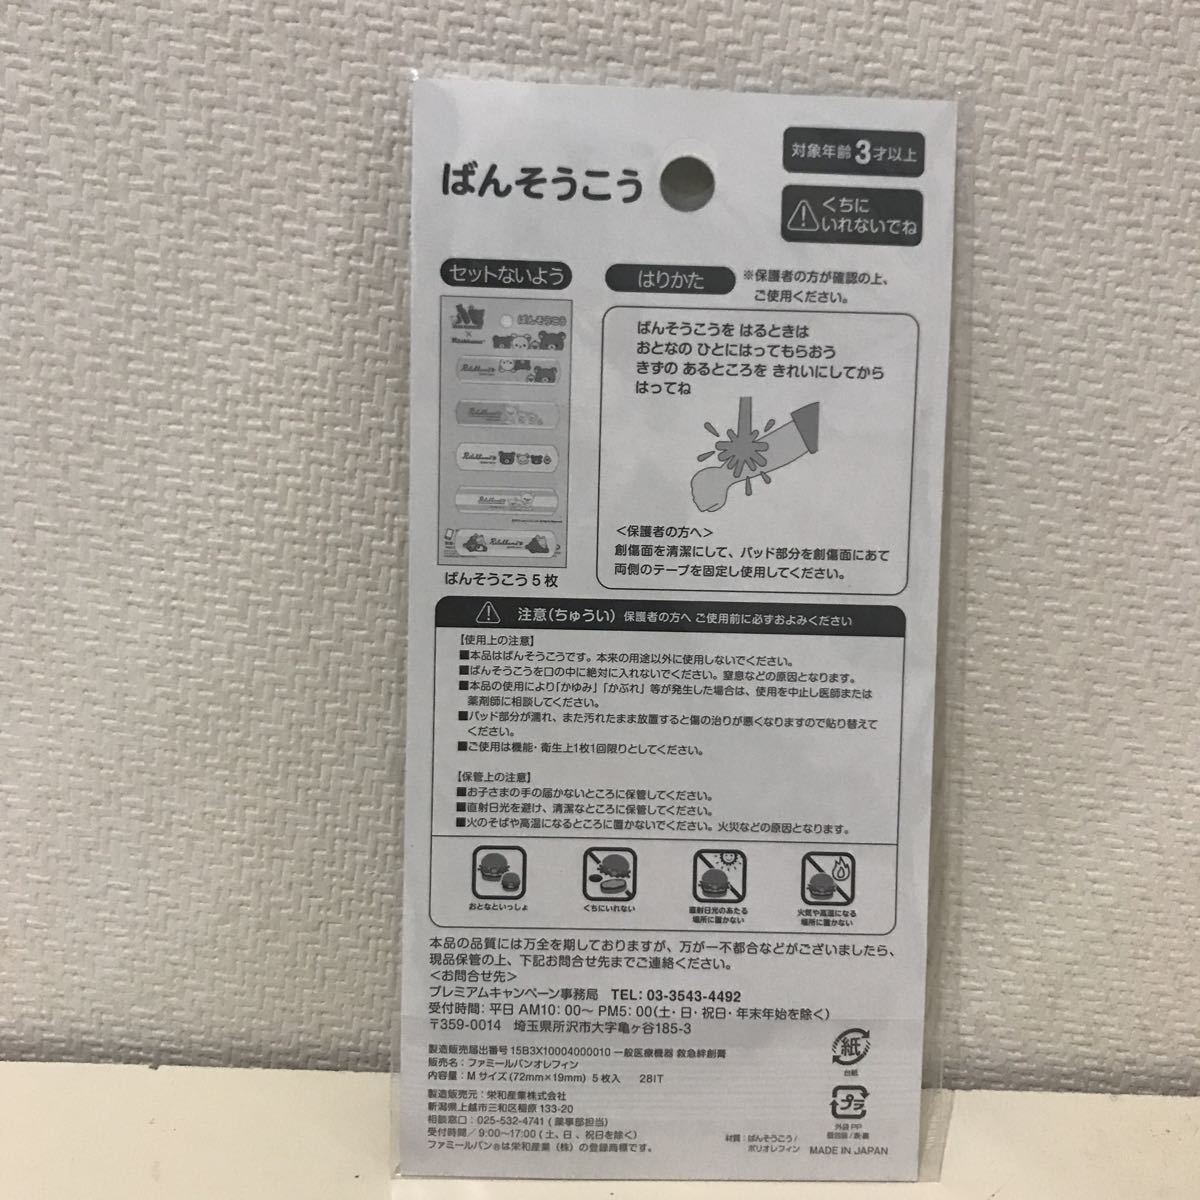 ばんそうこう
対象年齢3才以上
くちに
いれないでね
セットないよう
ばんそうこう
ばんそうこう5枚
はりかた
※保護者の方が確認の上、
ご使用ください。
ばんそうこうを はるときは
おとなの ひとにはってもらおう
きずの あるところを きれいにしてから
はってね
＜保護者の方へ＞
創傷面を清潔にして、パッド部分を創傷面にあて
両側のテープを固定し使用してください。
注意(ちゅうい) 保護者の方へ ご使用前に必ずおよみください
【使用上の注意】
■本品はばんそうこうです。本来の用途以外に使用しないでください。
■ばんそうこうを口の中に絶対に入れないでください。窒息などの原因となります。
■本品の使用により「かゆみ」「かぶれ」等が発生した場合は、使用を中止し医師または
薬剤師に相談してください。
■パッド部分が濡れ、また汚れたまま放置すると傷の治りが悪くなりますので貼り替えて
ください。
■ご使用は機能・衛生上1枚1回限りとしてください。
【保管上の注意】
■お子さまの手の届かないところに保管してください。
■直射日光を避け、清潔なところに保管してください。
■火のそばや高温になるところに置かないでください。火災などの原因となります。
おとなといっしょ
くちにいれない
直射日光のあたる
場所に置かない
火気や高温になる
場所に置かない
本品の品質には万全を期しておりますが、万が一不都合などがございましたら、
現品保管の上、下記お問合せ先までご連絡ください。
＜お問合せ先＞
プレミアムキャンペーン事務局 TEL：03-3543-4492
受付時間：平日 AM10：00～ PM5：00(土・日・祝日・年末年始を除く)
〒359-0014 埼玉県所沢市大字亀ヶ谷185-3
製造販売届出番号 15B3X10004000010 一般医療機器 救急絆創膏
販売名：ファミールバンオレフィン
内容量：Mサイズ(72mm×19mm) 5枚入 28IT
製造販売元：栄和産業株式会社
新潟県上越市三和区稲原133-20
相談窓口：025-532-4741(薬事部担当)
受付時間／9:00～17:00(土、日、祝日を除く)
ファミールバン®は栄和産業（株）の登録商標です。
紙
台紙
プラ
外袋 PP
個包装/表・裏
材質：ばんそうこう/
ポリオレフィン
MADE IN JAPAN